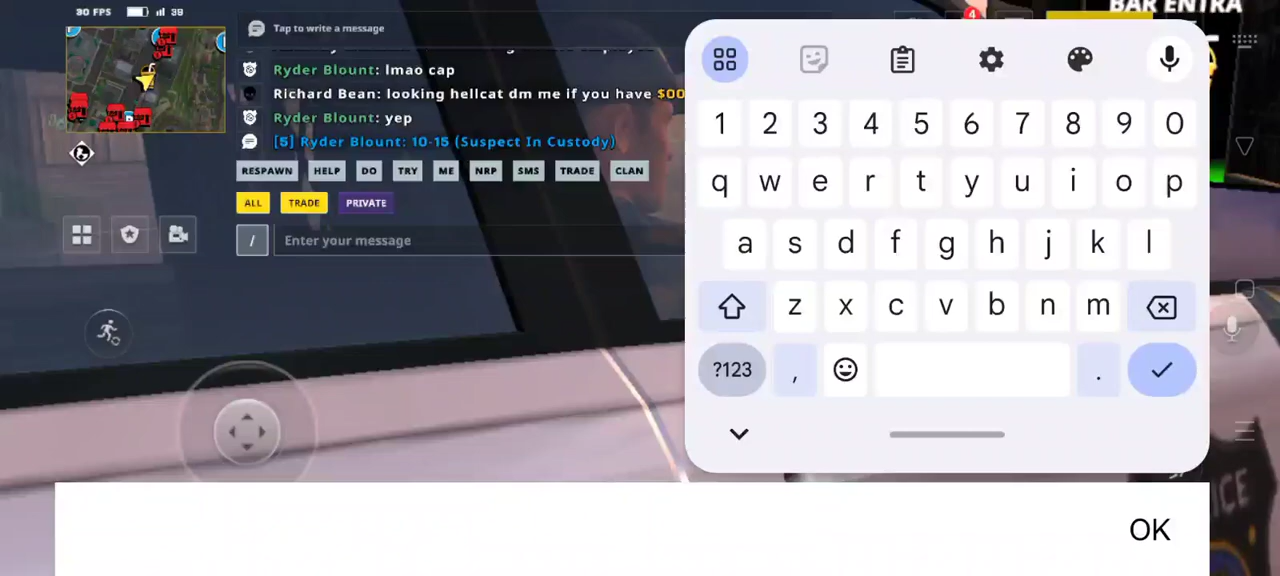 30 FPS 39
Tap to write a message
BAR ENTRA
4
Ryder Blount: lmao cap
Richard Bean: looking hellcat dm me if you have $00
Ryder Blount: yep
[5] Ryder Blount: 10-15 (Suspect In Custody)
RESPAWN HELP DO TRY ME NRP SMS TRADE CLAN
ALL TRADE PRIVATE
/ Enter your message
1 2 3 4 5 6 7 8 9 0
q w e r t y u i o p
a s d f g h j k l
z x c v b n m
?123 , .
OK